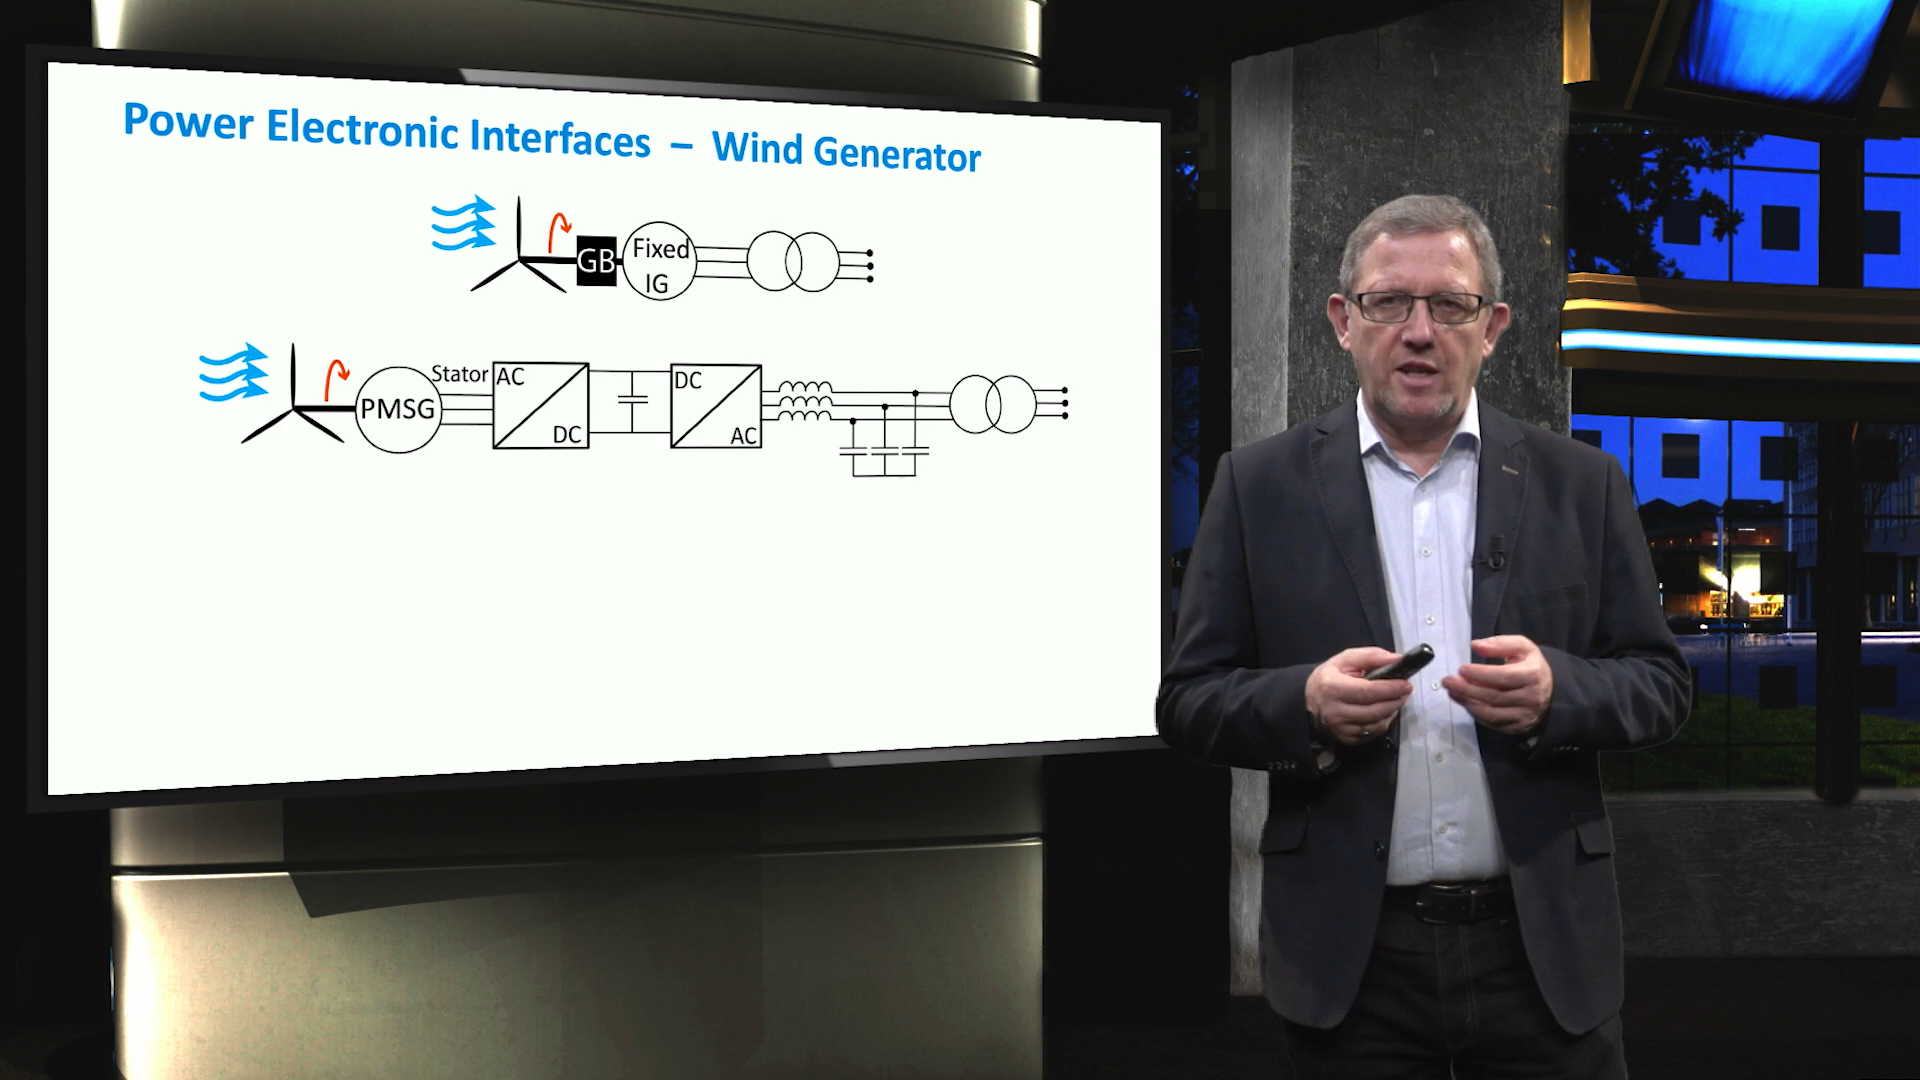 Power Electronic Interfaces – Wind Generator
GB
Fixed
IG
PMSG
Stator
AC
DC
DC
AC